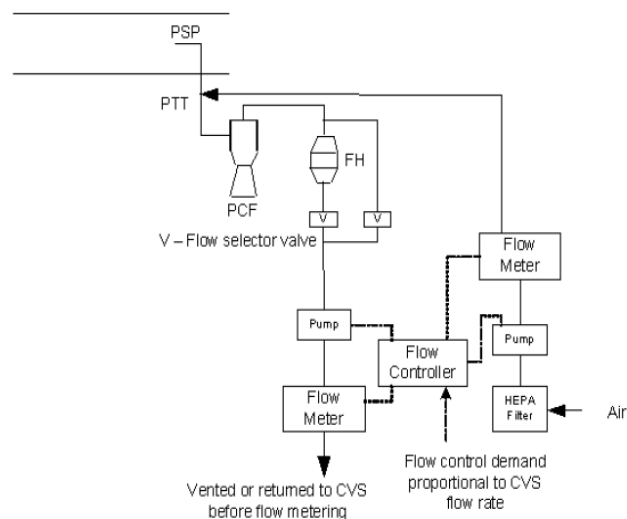 PSP
PTT
FH
PCF
V
V
V – Flow selector valve
Flow
Meter
Pump
Pump
Flow
Controller
Flow
Meter
HEPA
Filter
Air
Vented or returned to CVS
before flow metering
Flow control demand
proportional to CVS
flow rate